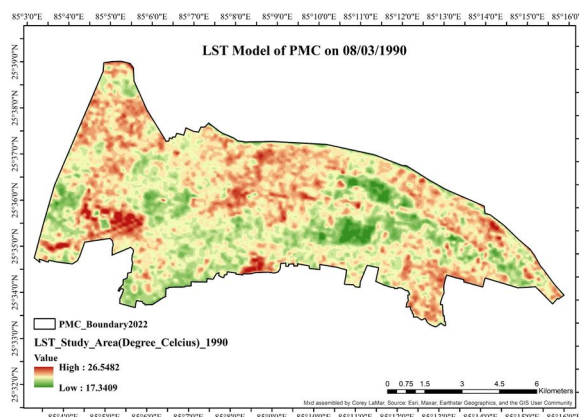 85°3'0"E 85°4'0"E 85°5'0"E 85°6'0"E 85°7'0"E 85°8'0"E 85°9'0"E 85°10'0"E 85°11'0"E 85°12'0"E 85°13'0"E 85°14'0"E 85°15'0"E 85°16'0"E
LST Model of PMC on 08/03/1990
25°39'0"N
25°38'0"N
25°37'0"N
25°36'0"N
25°35'0"N
25°34'0"N
25°33'0"N
25°32'0"N
PMC_Boundary2022
LST_Study_Area(Degree_Celcius)_1990
Value
High : 26.5482
Low : 17.3409
0 0.75 1.5 3 4.5 6
Kilometers
Mxd assembled by Corey LaMar, Source: Esri, Maxar, Earthstar Geographics, and the GIS User Community